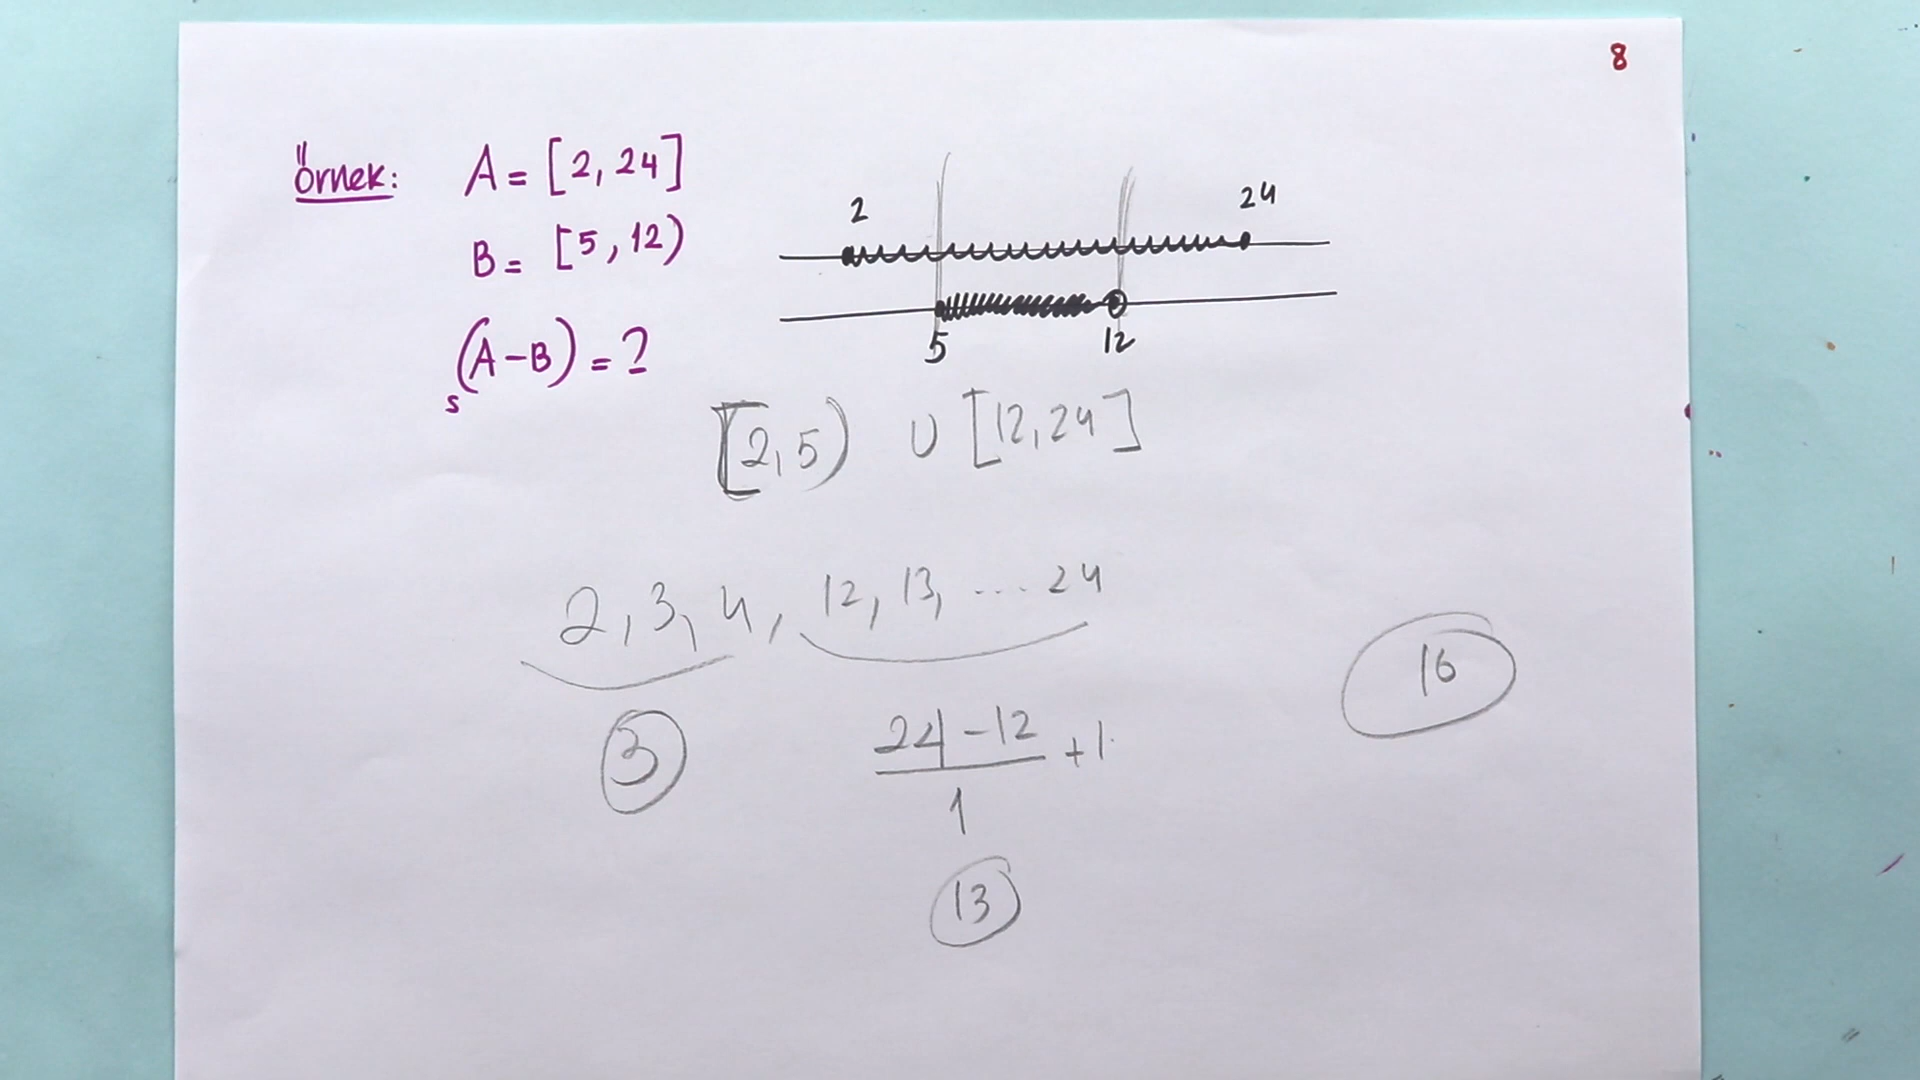 8
Örnek: A = [2, 24]
B = [5, 12)
s(A-B) = ?
2 24
5 12
[2, 5) ∪ [12, 24]
2, 3, 4, 12, 13, .... 24
3
24 - 12 / 1 + 1
13
16